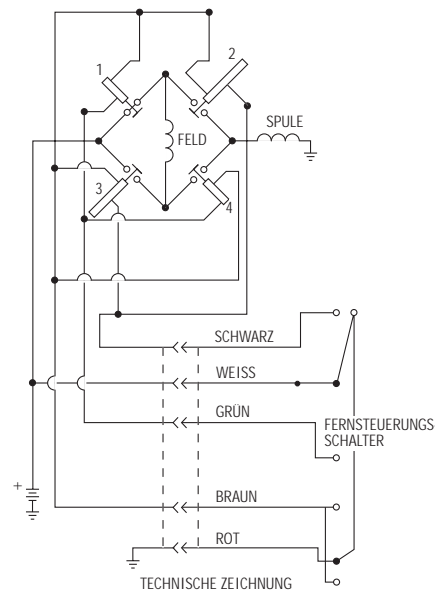 1
2
SPULE
FELD
3
4
SCHWARZ
WEISS
GRÜN
FERNSTEUERUNGS
SCHALTER
+
BRAUN
ROT
TECHNISCHE ZEICHNUNG